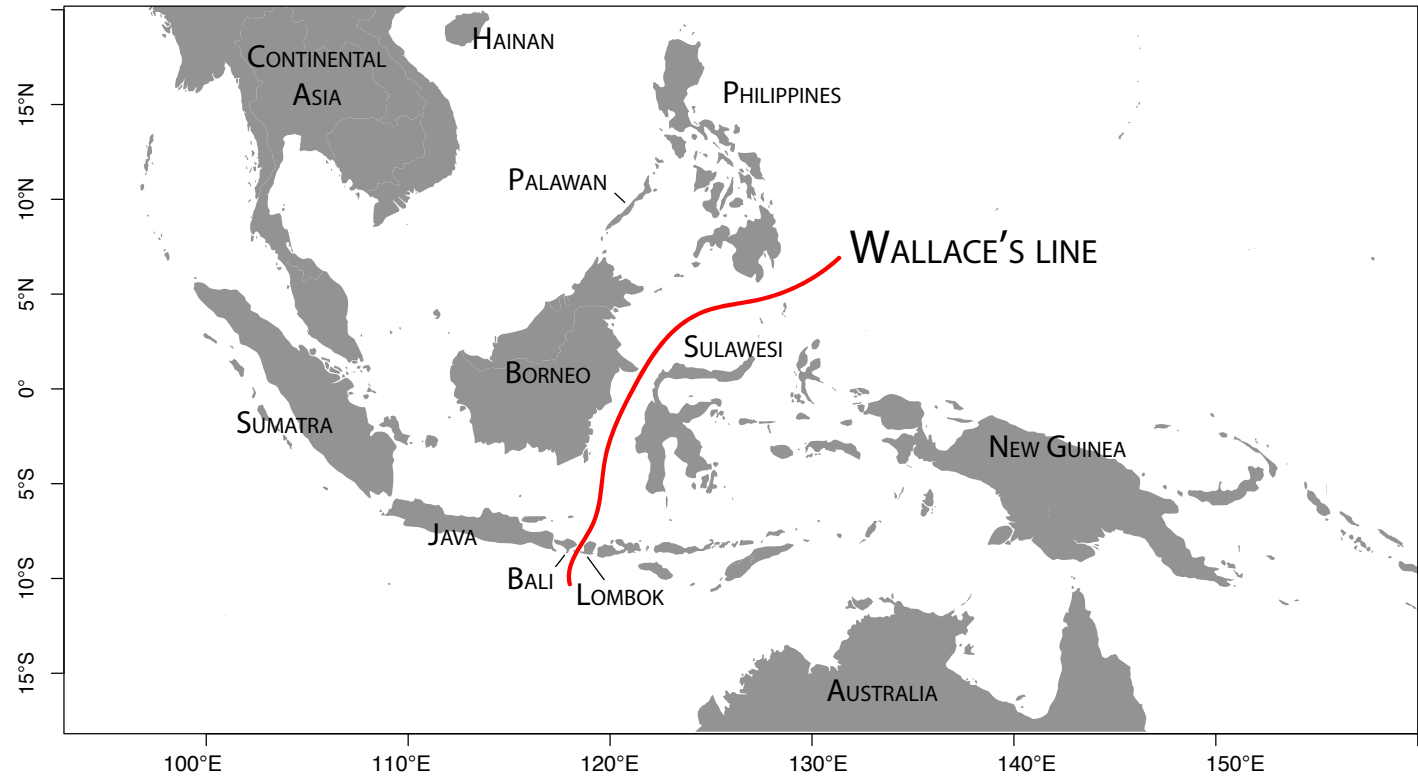 Hainan
Continental
Asia
Philippines
Palawan
Wallace's line
Sulawesi
Borneo
Sumatra
New Guinea
Java
Bali
Lombok
Australia
15°N
10°N
5°N
0°
5°S
10°S
15°S
100°E
110°E
120°E
130°E
140°E
150°E